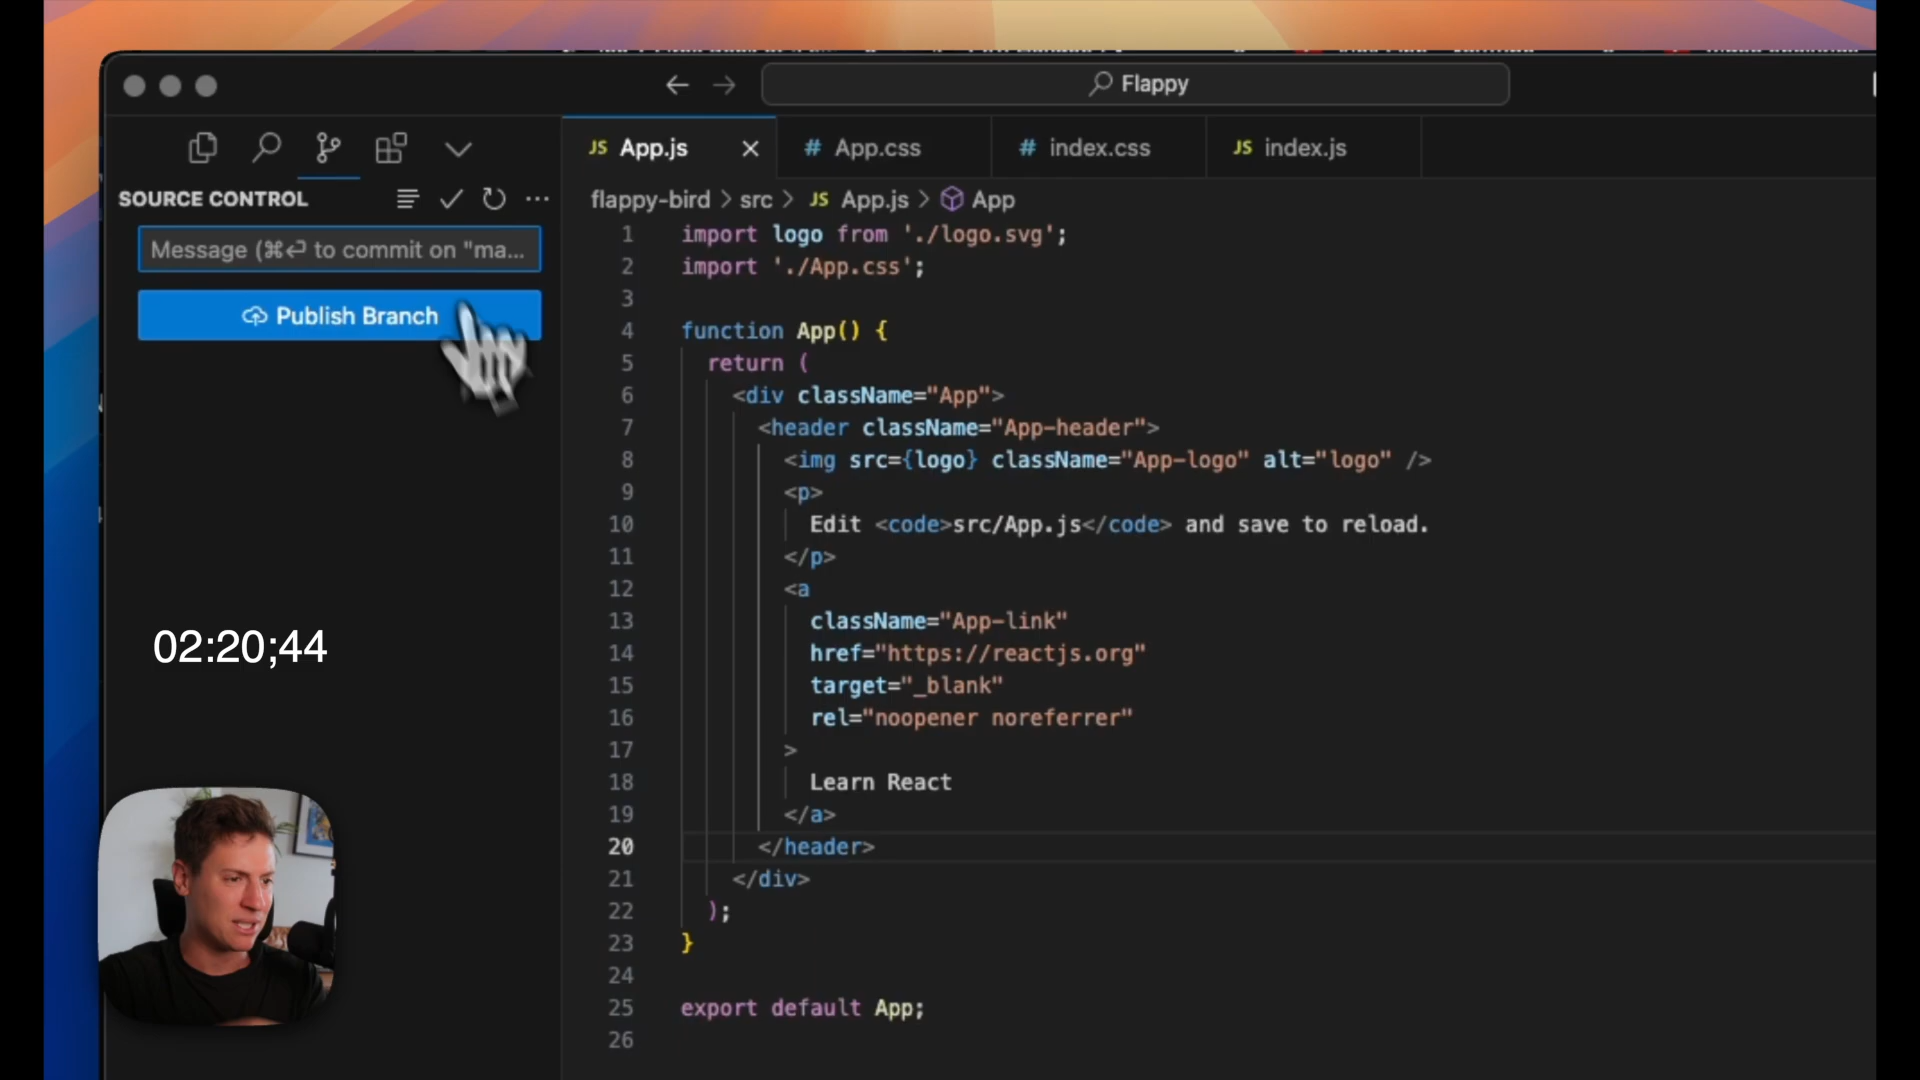 Flappy
JS App.js
# App.css
# index.css
JS index.js
SOURCE CONTROL
flappy-bird > src > JS App.js > App
Message (⌘⏎ to commit on "ma...
Publish Branch
1 import logo from './logo.svg';
2 import './App.css';
3
4 function App() {
5 return (
6 <div className="App">
7 <header className="App-header">
8 <img src={logo} className="App-logo" alt="logo" />
9 <p>
10 Edit <code>src/App.js</code> and save to reload.
11 </p>
12 <a
13 className="App-link"
14 href="https://reactjs.org"
15 target="_blank"
16 rel="noopener noreferrer"
17 >
18 Learn React
19 </a>
20 </header>
21 </div>
22 );
23 }
24
25 export default App;
26
02:20;44